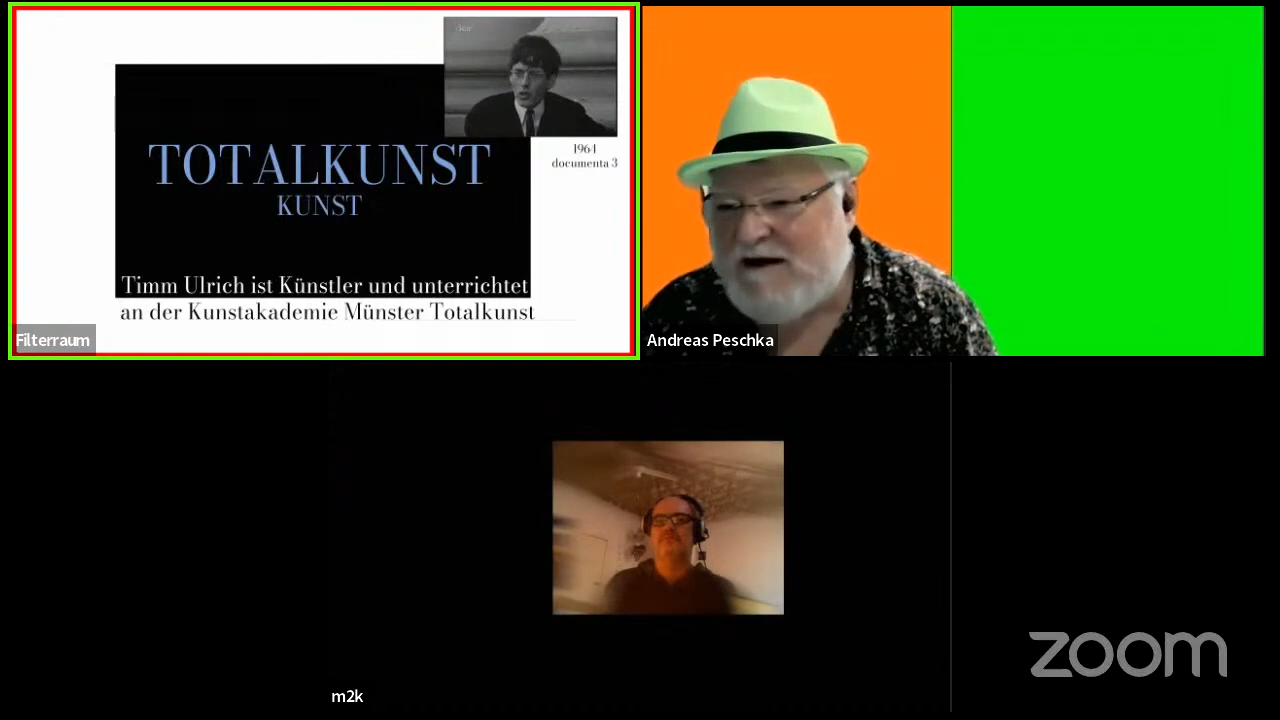 1964
documenta 3
TOTALKUNST
KUNST
Timm Ulrich ist Künstler und unterrichtet
an der Kunstakademie Münster Totalkunst
Filterraum
Andreas Peschka
m2k
zoom